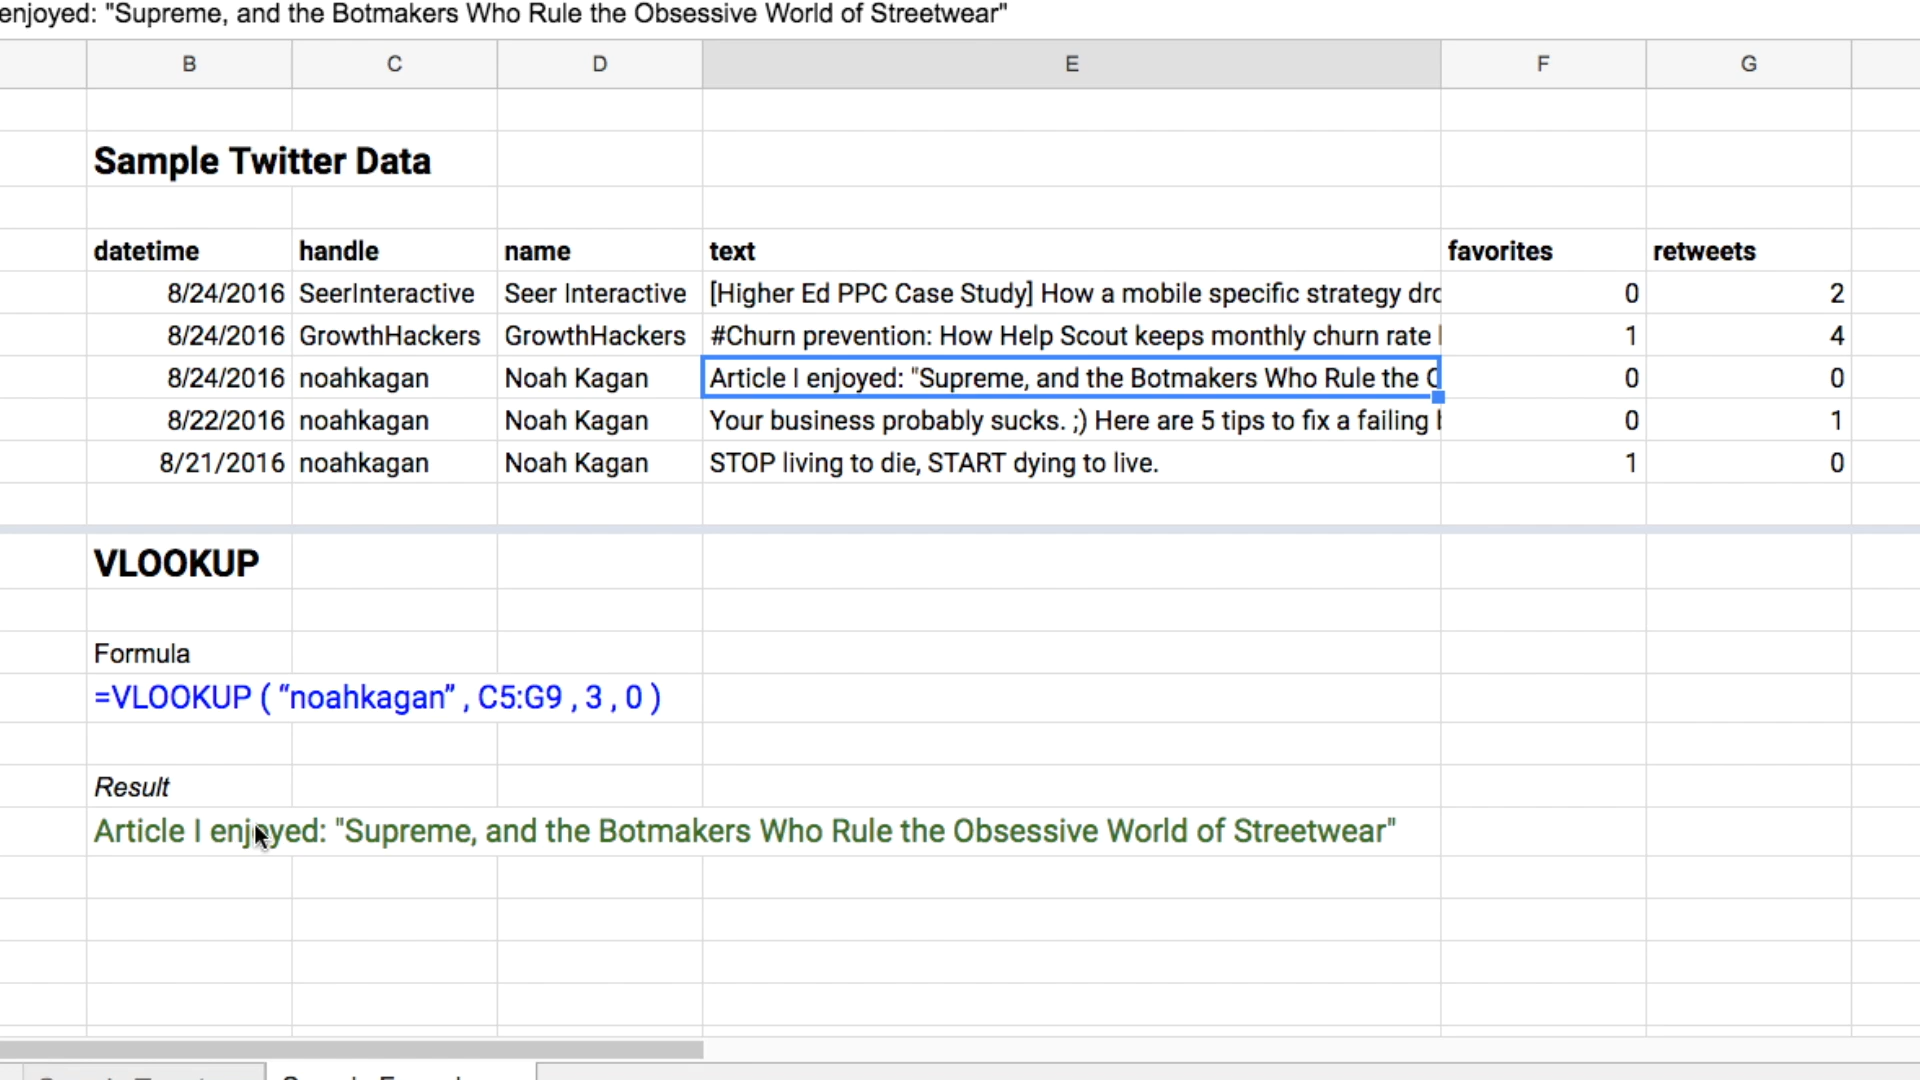 enjoyed: "Supreme, and the Botmakers Who Rule the Obsessive World of Streetwear"
B C D E F G
Sample Twitter Data
datetime handle name text favorites retweets
8/24/2016 SeerInteractive Seer Interactive [Higher Ed PPC Case Study] How a mobile specific strategy 0 2
8/24/2016 GrowthHackers GrowthHackers #Churn prevention: How Help Scout keeps monthly churn rate 1 4
8/24/2016 noahkagan Noah Kagan Article I enjoyed: "Supreme, and the Botmakers Who Rule the 0 0
8/22/2016 noahkagan Noah Kagan Your business probably sucks. ;) Here are 5 tips to fix a failing 0 1
8/21/2016 noahkagan Noah Kagan STOP living to die, START dying to live. 1 0
VLOOKUP
Formula
=VLOOKUP ( “noahkagan” , C5:G9 , 3 , 0 )
Result
Article I enjoyed: "Supreme, and the Botmakers Who Rule the Obsessive World of Streetwear"